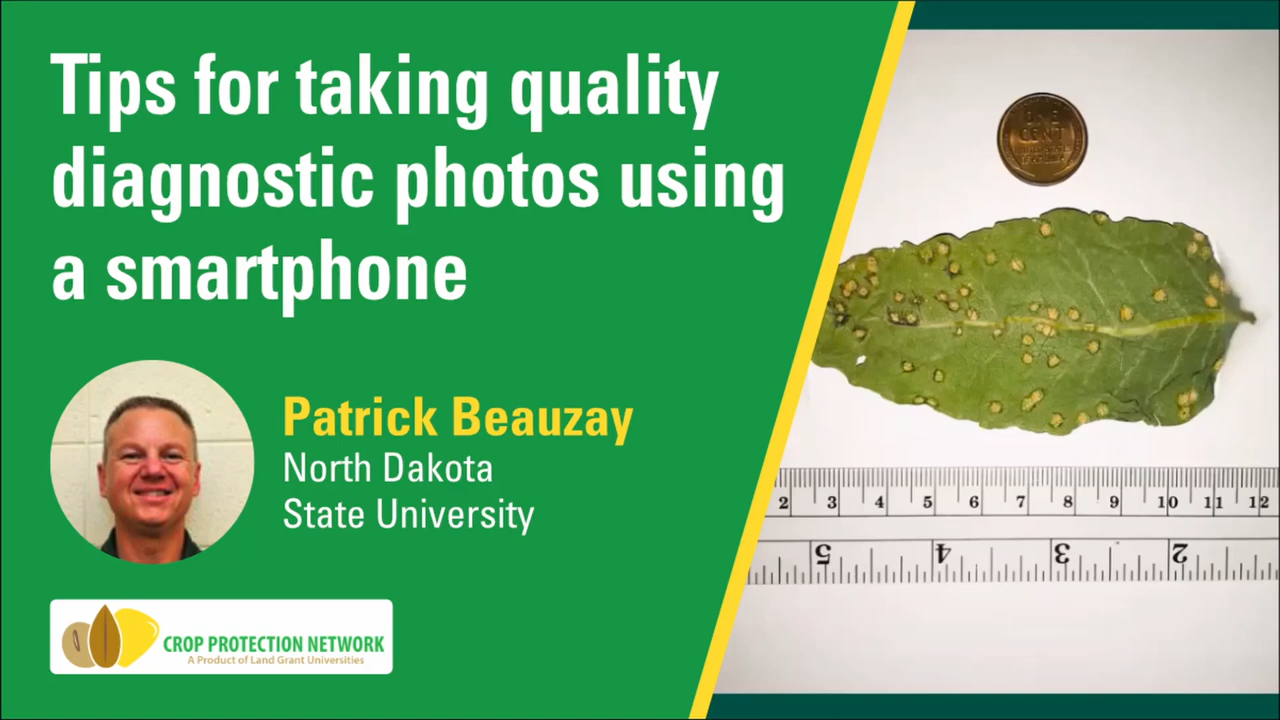 Tips for taking quality
diagnostic photos using
a smartphone
Patrick Beauzay
North Dakota
State University
CROP PROTECTION NETWORK
A Product of Land Grant Universities
ONE
CENT
2 3 4 5 6 7 8 9 10 11 12
5 4 3 2